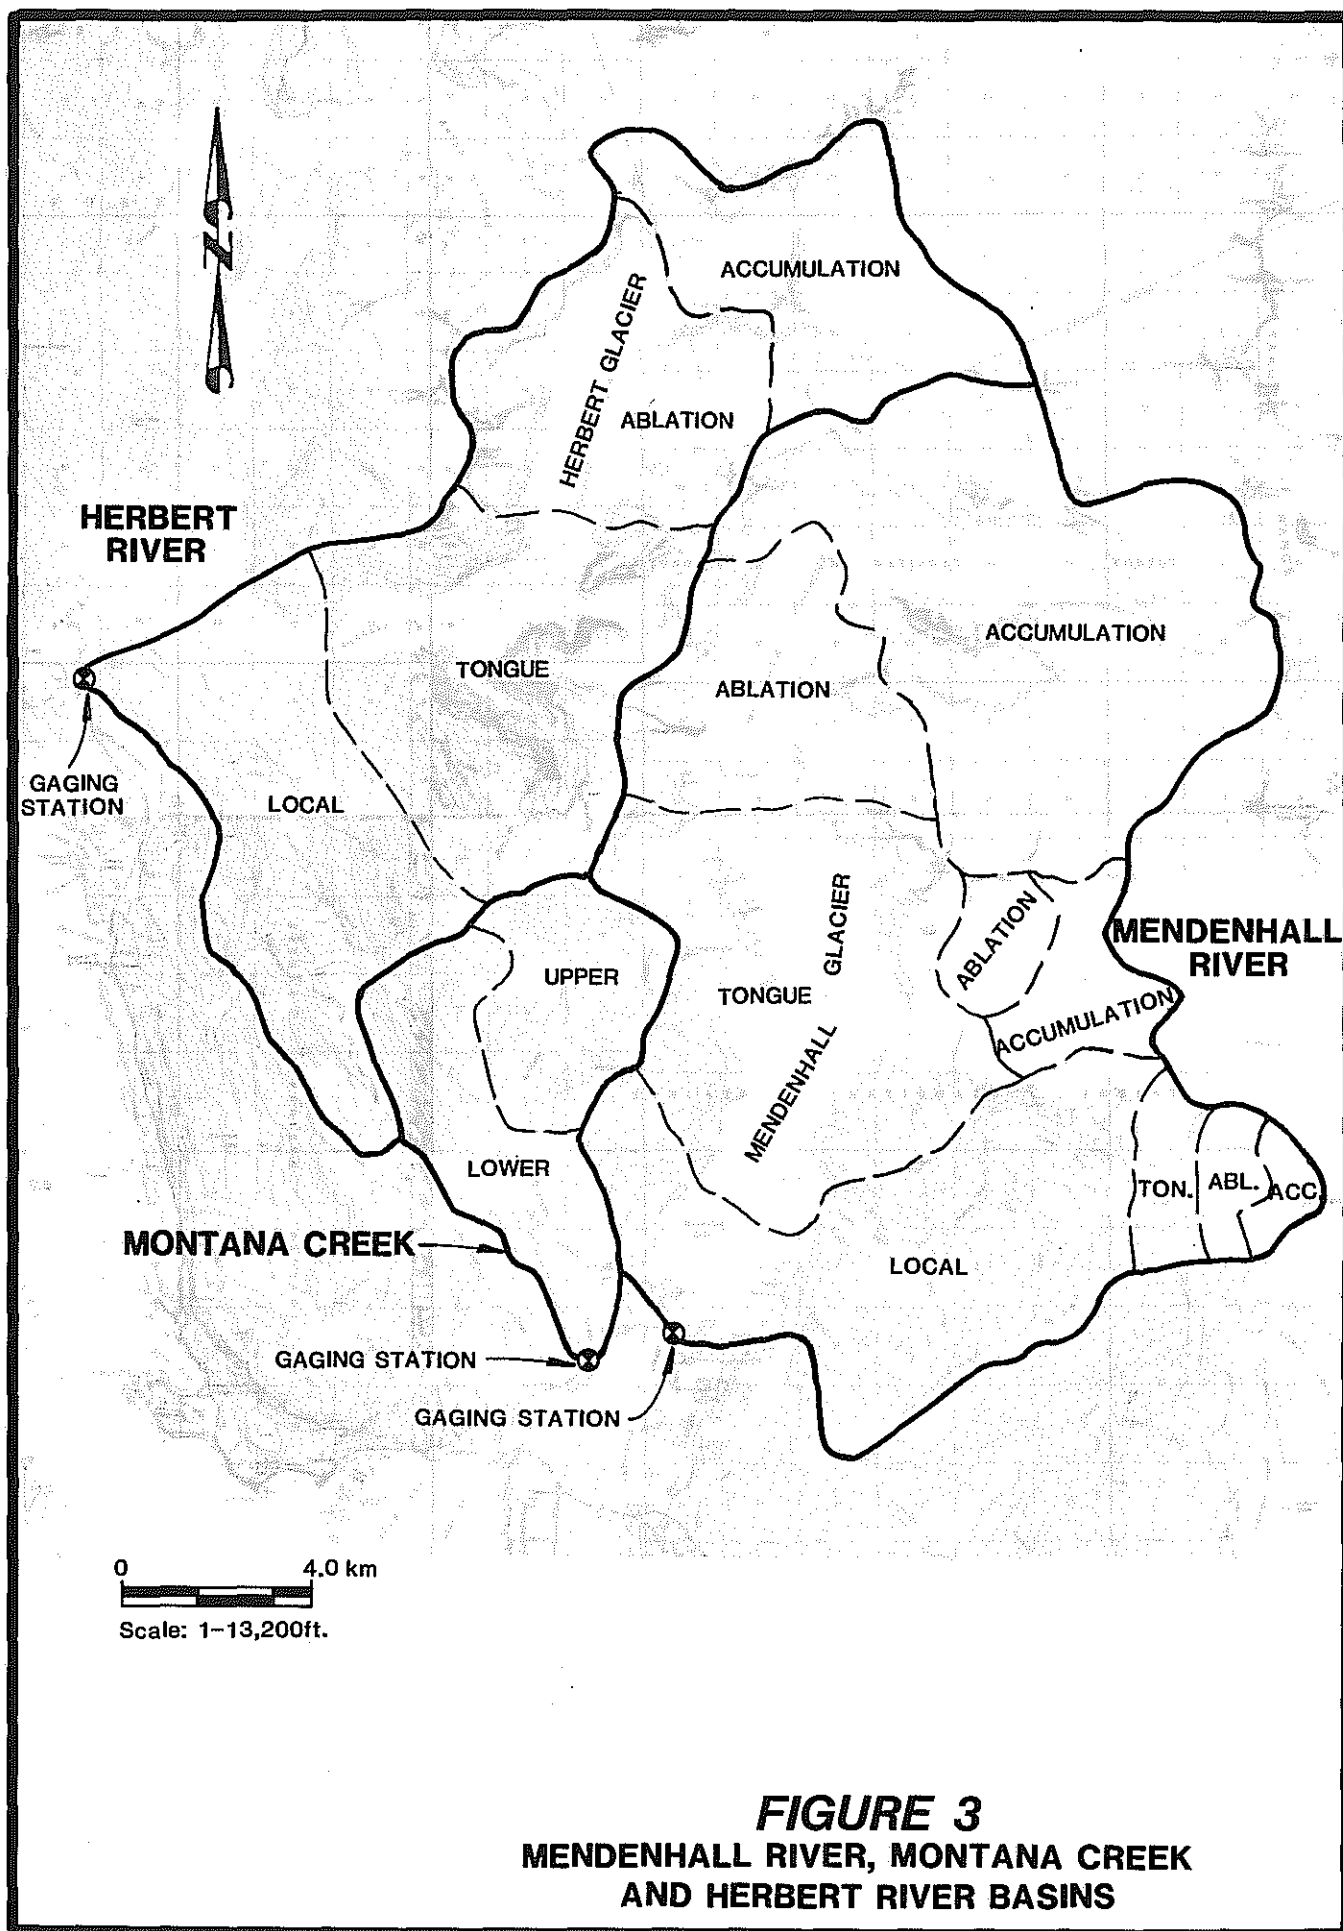 N
ACCUMULATION
HERBERT GLACIER
ABLATION
HERBERT
RIVER
TONGUE
ABLATION
ACCUMULATION
GAGING
STATION
LOCAL
ABLATION
MENDENHALL
RIVER
UPPER
TONGUE
MENDENHALL GLACIER
ACCUMULATION
LOWER
TON.
ABL.
ACC.
MONTANA CREEK
LOCAL
GAGING STATION
GAGING STATION
0 4.0 km
Scale: 1-13,200ft.
FIGURE 3
MENDENHALL RIVER, MONTANA CREEK
AND HERBERT RIVER BASINS